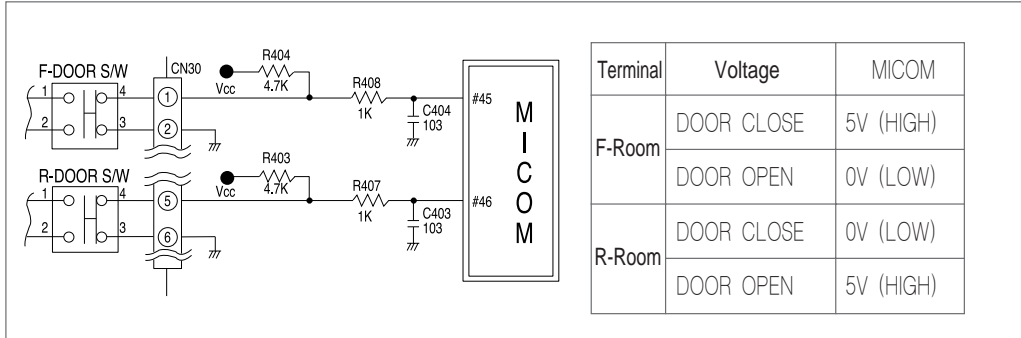 F-DOOR S/W
1
4
2
3
CN30
1
2
Vcc
R404
4.7K
R408
1K
C404
103
#45
R-DOOR S/W
1
4
2
3
5
6
Vcc
R403
4.7K
R407
1K
C403
103
#46
MICOM
Terminal Voltage MICOM
F-Room
DOOR CLOSE 5V (HIGH)
DOOR OPEN 0V (LOW)
R-Room
DOOR CLOSE 0V (LOW)
DOOR OPEN 5V (HIGH)